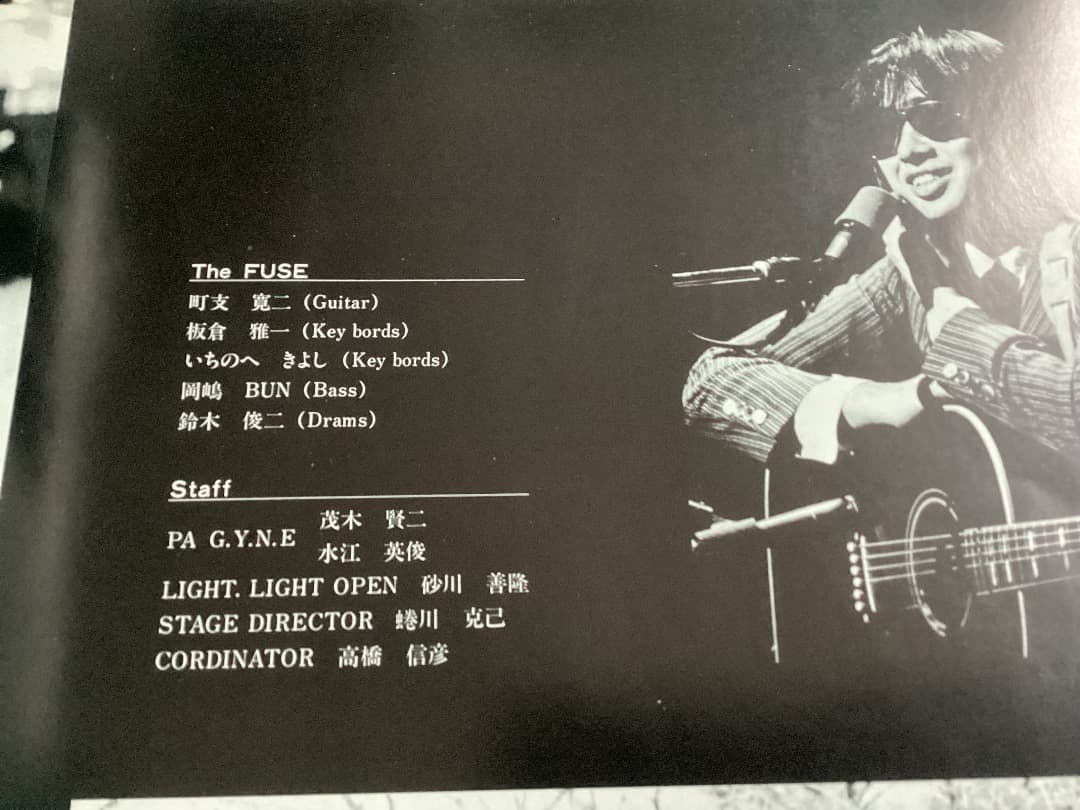 The FUSE
町支 寛二 (Guitar)
板倉 雅一 (Key bords)
いちのへ きよし (Key bords)
岡嶋 BUN (Bass)
鈴木 俊二 (Drams)
Staff
PA G.Y.N.E 茂木 賢二
水江 英俊
LIGHT. LIGHT OPEN 砂川 善隆
STAGE DIRECTOR 蜷川 克己
CORDINATOR 高橋 信彦